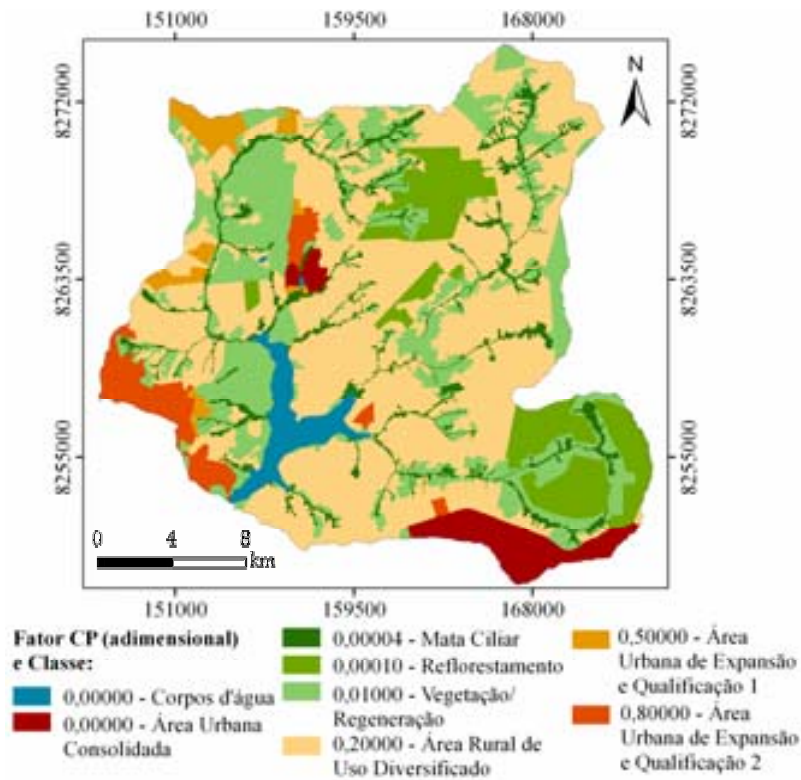 151000 159500 168000
N
8272000 8272000
8263500 8263500
8255000 8255000
0 4 8
km
151000 159500 168000
Fator CP (adimensional)
e Classe:
0,00000 - Corpos d'água
0,00000 - Área Urbana
Consolidada
0,00004 - Mata Ciliar
0,00010 - Reflorestamento
0,01000 - Vegetação/
Regeneração
0,20000 - Área Rural de
Uso Diversificado
0,50000 - Área
Urbana de Expansão
e Qualificação 1
0,80000 - Área
Urbana de Expansão
e Qualificação 2